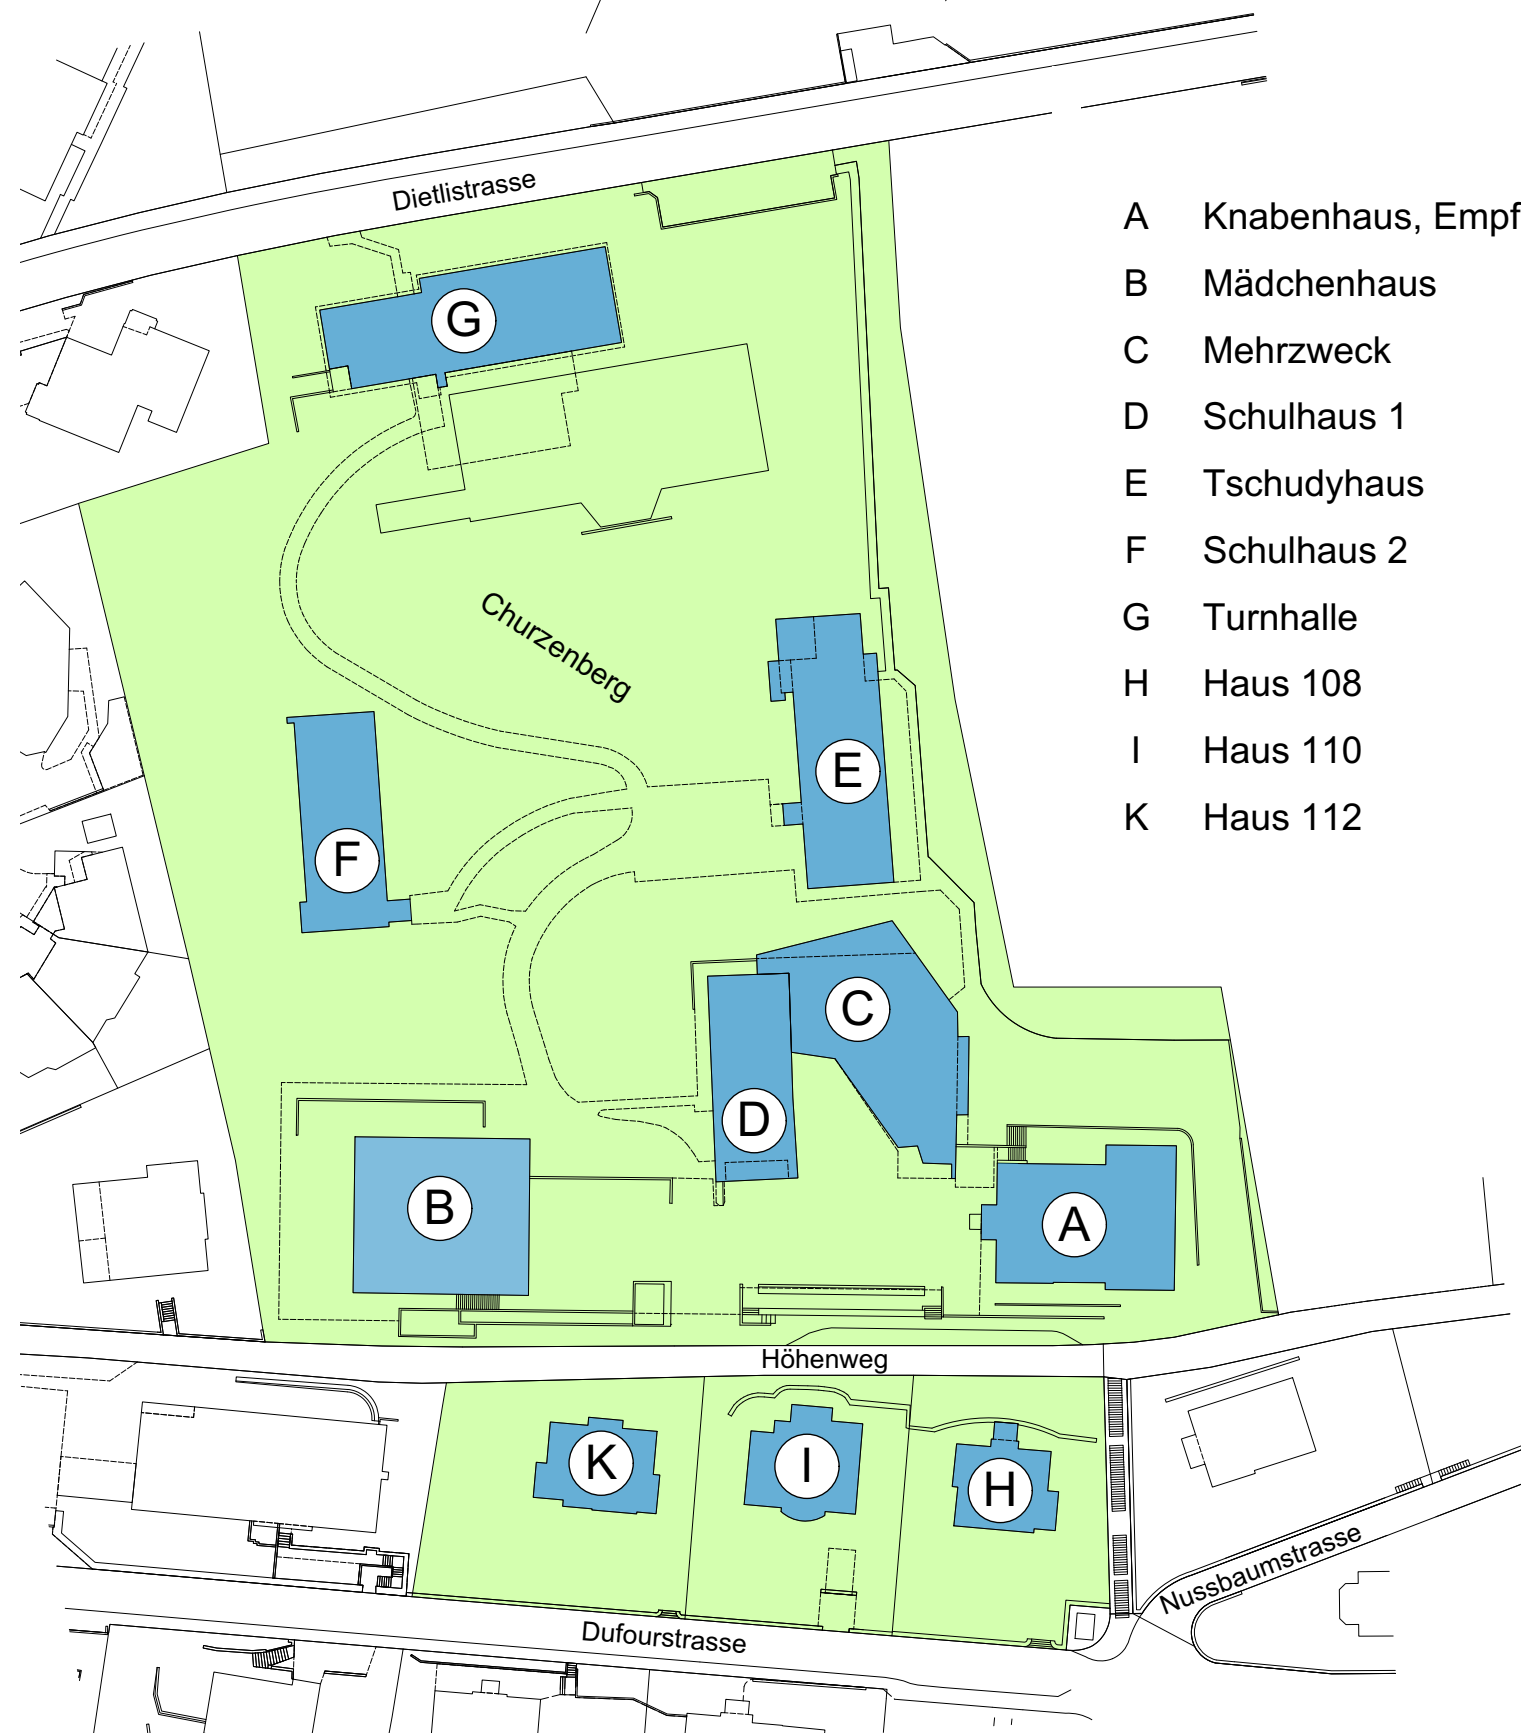 Dietlistrasse
A Knabenhaus, Empf
B Mädchenhaus
C Mehrzweck
D Schulhaus 1
E Tschudyhaus
F Schulhaus 2
G Turnhalle
H Haus 108
I Haus 110
K Haus 112
G
Churzenberg
E
F
C
D
B
A
Höhenweg
K
I
H
Nussbaumstrasse
Dufourstrasse